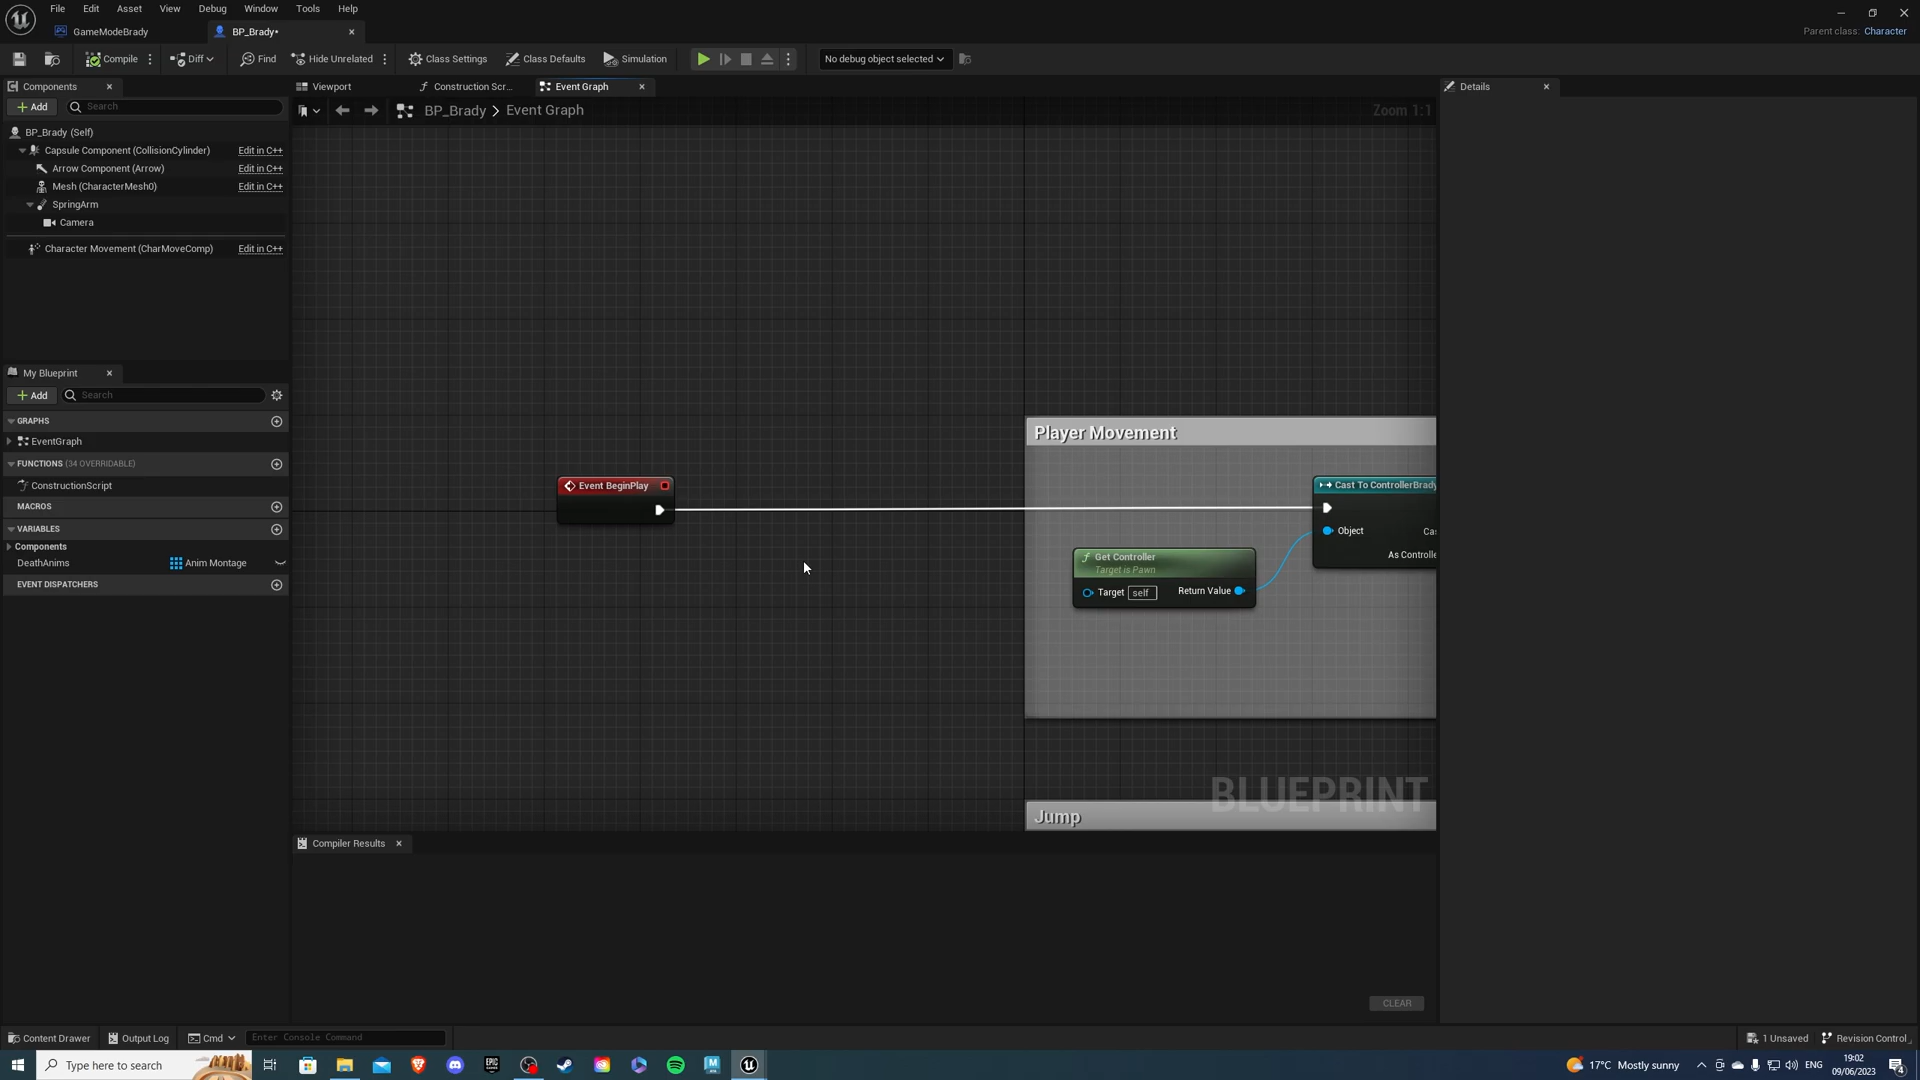 File Edit Asset View Debug Window Tools Help
GameModeBrady
BP_Brady•
Parent class: Character
Compile
Diff
Find
Hide Unrelated
Class Settings
Class Defaults
Simulation
No debug object selected
Components
Viewport
Construction Scr...
Event Graph
Details
Add
Search
BP_Brady > Event Graph
Zoom 1:1
BP_Brady (Self)
Capsule Component (CollisionCylinder) Edit in C++
Arrow Component (Arrow) Edit in C++
Mesh (CharacterMesh0) Edit in C++
SpringArm
Camera
Character Movement (CharMoveComp) Edit in C++
My Blueprint
Add
Search
GRAPHS
EventGraph
FUNCTIONS (34 OVERRIDABLE)
ConstructionScript
MACROS
VARIABLES
Components
DeathAnims Anim Montage
EVENT DISPATCHERS
Event BeginPlay
Player Movement
Cast To ControllerBrady
Object
Cas
As Controlle
Get Controller
Target is Pawn
Target self Return Value
BLUEPRINT
Jump
Compiler Results
CLEAR
Content Drawer
Output Log
Cmd
Enter Console Command
1 Unsaved
Revision Control
Type here to search
EPIC
M
17°C Mostly sunny
ENG
19:02
09/06/2023
4